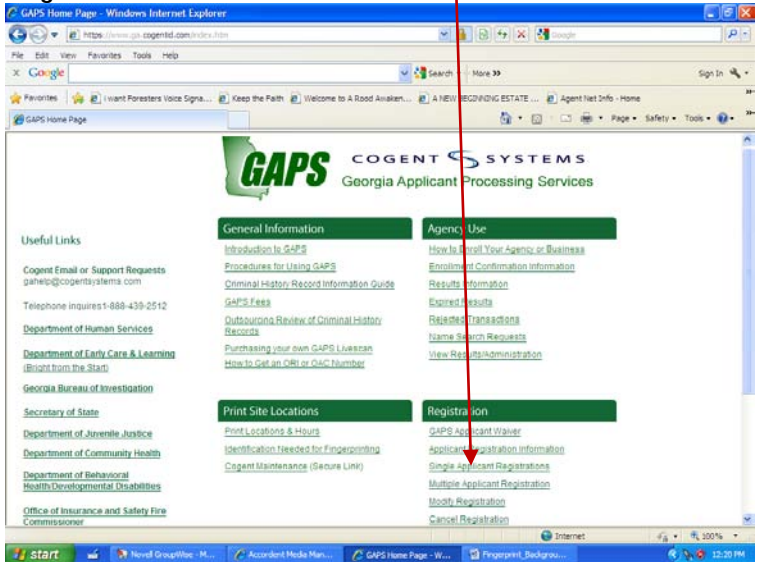 GAPS Home Page - Windows Internet Explorer
https://www.ga.cogentid.com/index.htm
Google
File Edit View Favorites Tools Help
x Google Search More >> Sign In
Favorites I want Foresters Voice Signa... Keep the Faith Welcome to A Rood Awaken... A NEW BEGINNING ESTATE ... Agent Net Info - Home
GAPS Home Page Page Safety Tools
GAPS COGENT SYSTEMS
Georgia Applicant Processing Services
Useful Links
Cogent Email or Support Requests
gahelp@cogentsystems.com
Telephone inquires1-888-439-2512
Department of Human Services
Department of Early Care & Learning
(Bright from the Start)
Georgia Bureau of Investigation
Secretary of State
Department of Juvenile Justice
Department of Community Health
Department of Behavioral
Health/Developmental Disabilities
Office of Insurance and Safety Fire
Commissioner
General Information
Introduction to GAPS
Procedures for Using GAPS
Criminal History Record Information Guide
GAPS Fees
Outsourcing Review of Criminal History
Records
Purchasing your own GAPS Livescan
How to Get an ORI or OAC Number
Agency Use
How to Enroll Your Agency or Business
Enrollment Confirmation Information
Results Information
Expired Results
Rejected Transactions
Name Search Requests
View Results/Administration
Print Site Locations
Print Locations & Hours
Identification Needed for Fingerprinting
Cogent Maintenance (Secure Link)
Registration
GAPS Applicant Waiver
Applicant Registration Information
Single Applicant Registrations
Multiple Applicant Registration
Modify Registration
Cancel Registration
Internet 100%
start Novell GroupWise - M... Accordent Media Man... GAPS Home Page - W... Fingerprint_Backgrou... 12:20 PM